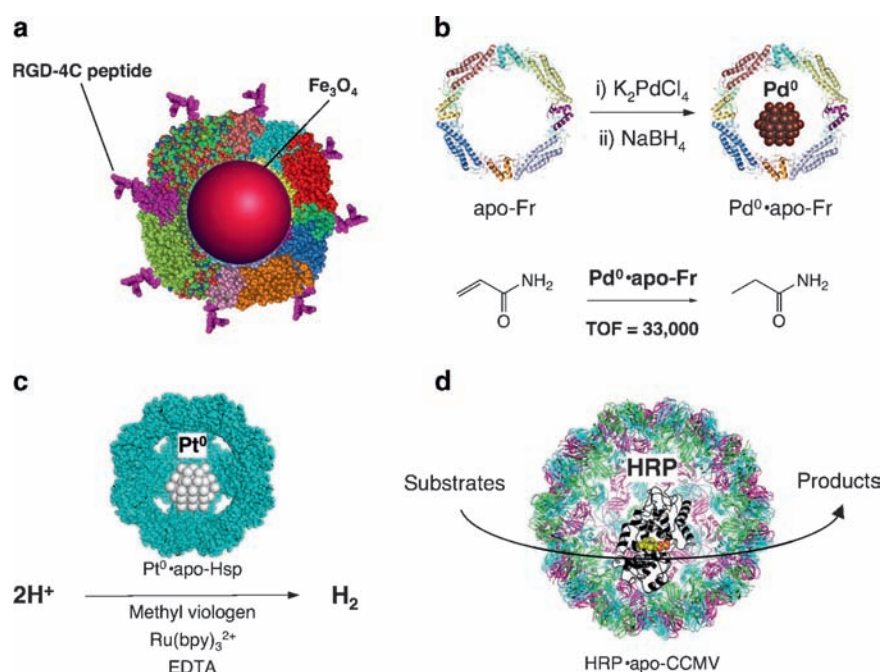 a
RGD-4C peptide
Fe₃O₄
b
i) K₂PdCl₄
ii) NaBH₄
Pd⁰
apo-Fr
Pd⁰•apo-Fr
NH₂
O
Pd⁰•apo-Fr
TOF = 33,000
NH₂
O
c
Pt⁰
Pt⁰•apo-Hsp
2H⁺
H₂
Methyl viologen
Ru(bpy)₃²⁺
EDTA
d
HRP
Substrates
Products
HRP•apo-CCMV